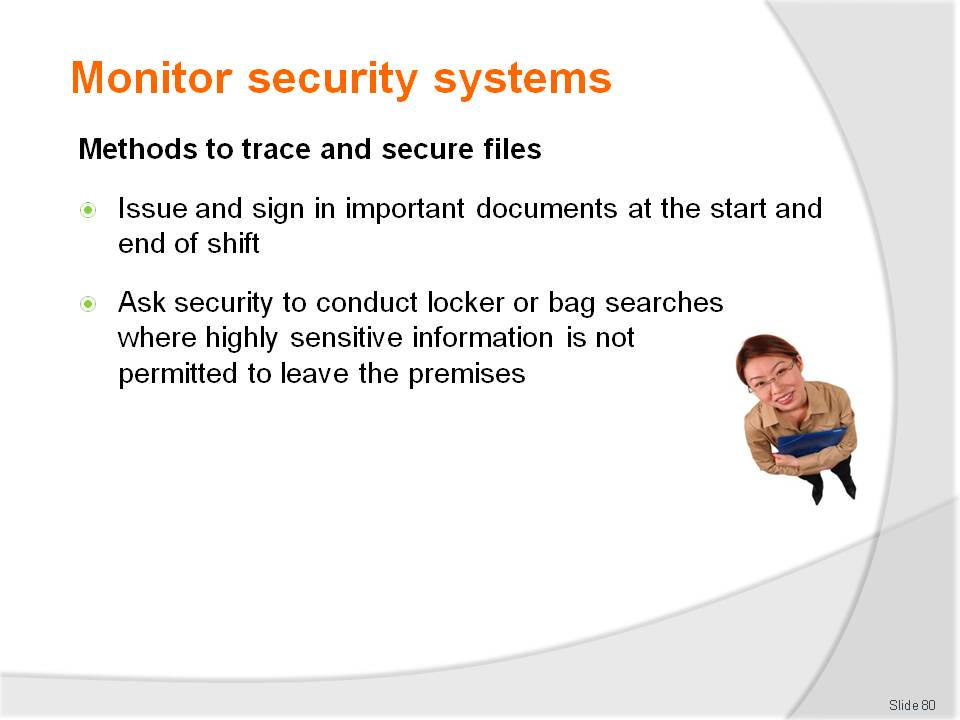 Monitor security systems
Methods to trace and secure files
Issue and sign in important documents at the start and
end of shift
Ask security to conduct locker or bag searches
where highly sensitive information is not
permitted to leave the premises
Slide 80